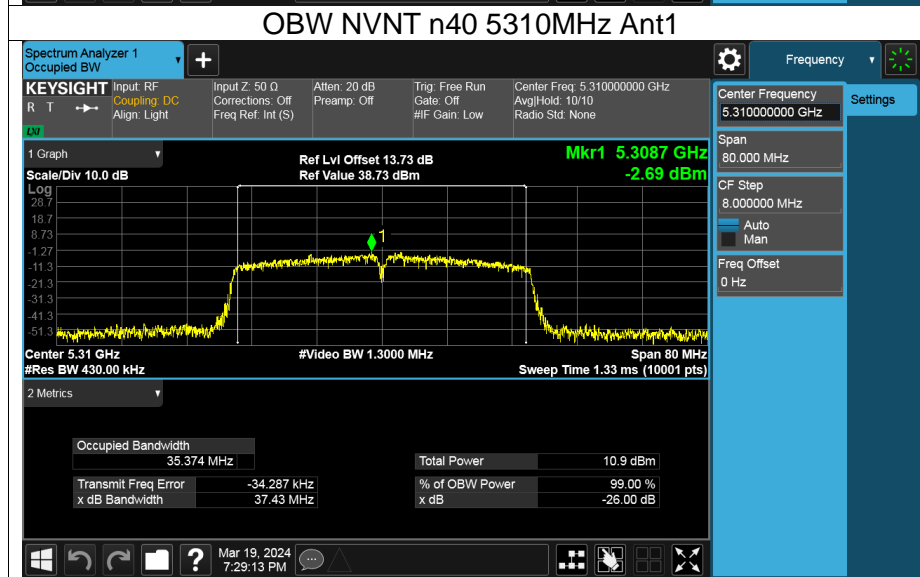 OBW NVNT n40 5310MHz Ant1
Spectrum Analyzer 1
Occupied BW
+
Frequency
KEYSIGHT
R T
LXI
Input: RF
Coupling: DC
Align: Light
Input Z: 50 Ω
Corrections: Off
Freq Ref: Int (S)
Atten: 20 dB
Preamp: Off
Trig: Free Run
Gate: Off
#IF Gain: Low
Center Freq: 5.310000000 GHz
Avg|Hold: 10/10
Radio Std: None
Center Frequency
5.310000000 GHz
Settings
Span
80.000 MHz
CF Step
8.000000 MHz
Auto
Man
Freq Offset
0 Hz
1 Graph
Scale/Div 10.0 dB
Ref Lvl Offset 13.73 dB
Ref Value 38.73 dBm
Mkr1 5.3087 GHz
-2.69 dBm
Log
28.7
18.7
8.73
-1.27
-11.3
-21.3
-31.3
-41.3
-51.3
1
Center 5.31 GHz
#Res BW 430.00 kHz
#Video BW 1.3000 MHz
Span 80 MHz
Sweep Time 1.33 ms (10001 pts)
2 Metrics
Occupied Bandwidth
35.374 MHz
Total Power 10.9 dBm
Transmit Freq Error -34.287 kHz
% of OBW Power 99.00 %
x dB Bandwidth 37.43 MHz
x dB -26.00 dB
?
Mar 19, 2024
7:29:13 PM